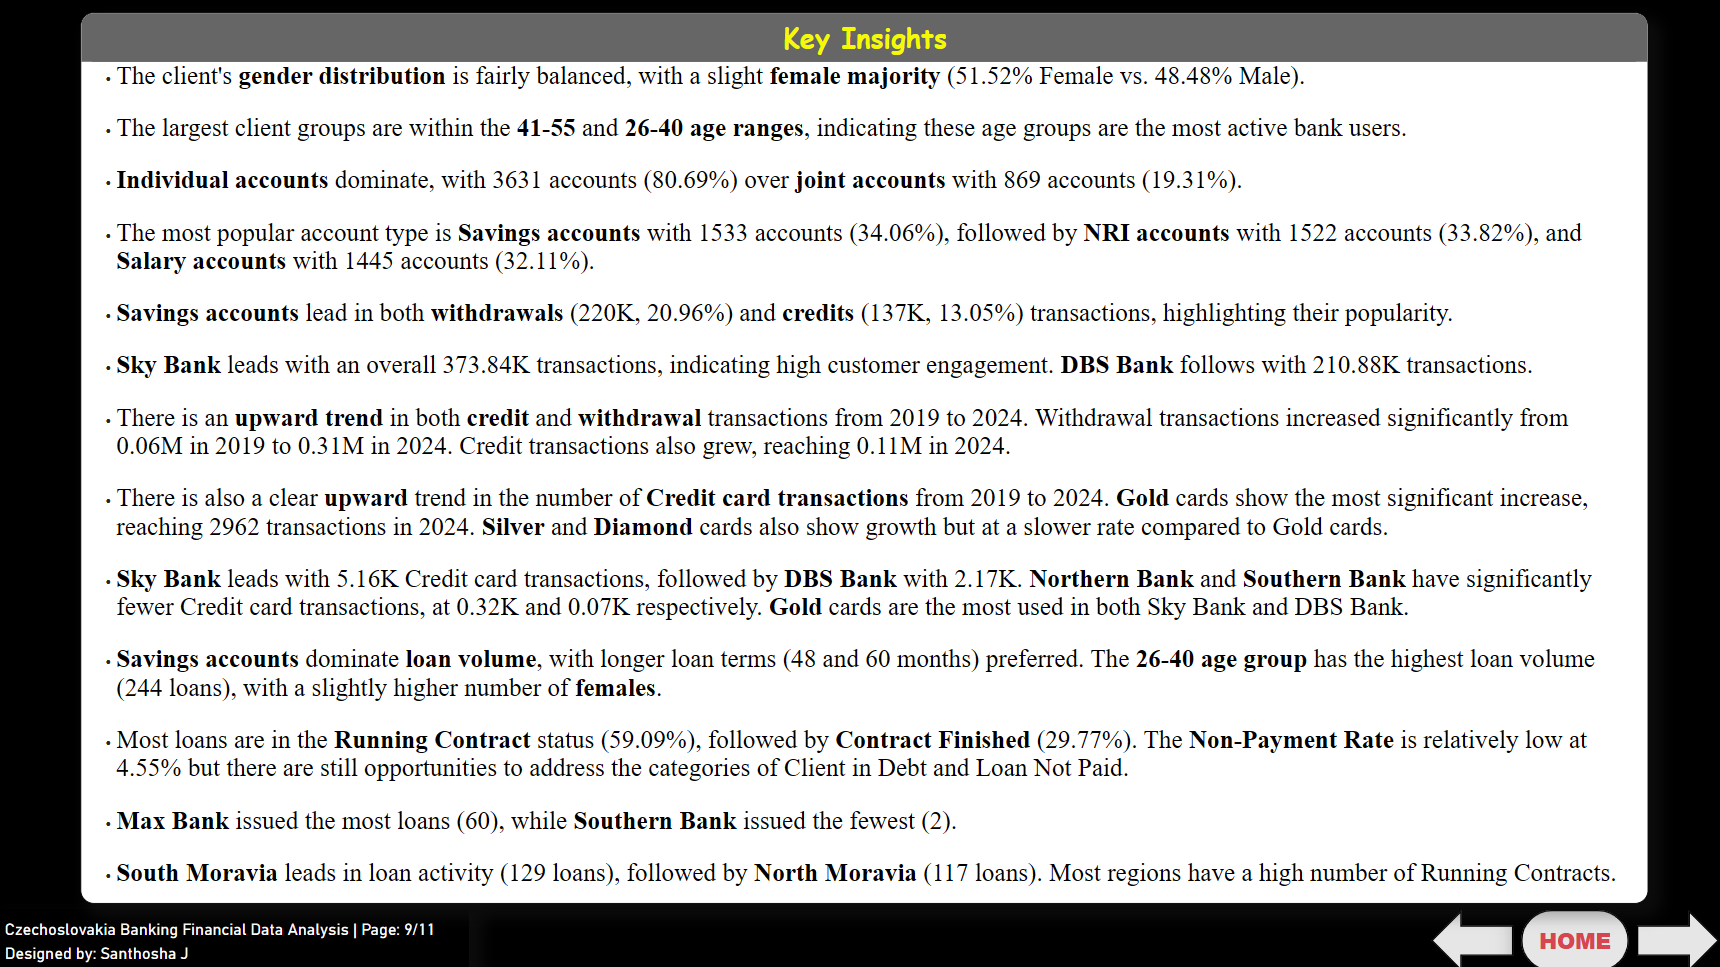 Key Insights
• The client's gender distribution is fairly balanced, with a slight female majority (51.52% Female vs. 48.48% Male).
• The largest client groups are within the 41-55 and 26-40 age ranges, indicating these age groups are the most active bank users.
• Individual accounts dominate, with 3631 accounts (80.69%) over joint accounts with 869 accounts (19.31%).
• The most popular account type is Savings accounts with 1533 accounts (34.06%), followed by NRI accounts with 1522 accounts (33.82%), and
Salary accounts with 1445 accounts (32.11%).
• Savings accounts lead in both withdrawals (220K, 20.96%) and credits (137K, 13.05%) transactions, highlighting their popularity.
• Sky Bank leads with an overall 373.84K transactions, indicating high customer engagement. DBS Bank follows with 210.88K transactions.
• There is an upward trend in both credit and withdrawal transactions from 2019 to 2024. Withdrawal transactions increased significantly from
0.06M in 2019 to 0.31M in 2024. Credit transactions also grew, reaching 0.11M in 2024.
• There is also a clear upward trend in the number of Credit card transactions from 2019 to 2024. Gold cards show the most significant increase,
reaching 2962 transactions in 2024. Silver and Diamond cards also show growth but at a slower rate compared to Gold cards.
• Sky Bank leads with 5.16K Credit card transactions, followed by DBS Bank with 2.17K. Northern Bank and Southern Bank have significantly
fewer Credit card transactions, at 0.32K and 0.07K respectively. Gold cards are the most used in both Sky Bank and DBS Bank.
• Savings accounts dominate loan volume, with longer loan terms (48 and 60 months) preferred. The 26-40 age group has the highest loan volume
(244 loans), with a slightly higher number of females.
• Most loans are in the Running Contract status (59.09%), followed by Contract Finished (29.77%). The Non-Payment Rate is relatively low at
4.55% but there are still opportunities to address the categories of Client in Debt and Loan Not Paid.
• Max Bank issued the most loans (60), while Southern Bank issued the fewest (2).
• South Moravia leads in loan activity (129 loans), followed by North Moravia (117 loans). Most regions have a high number of Running Contracts.
Czechoslovakia Banking Financial Data Analysis | Page: 9/11
Designed by: Santhosha J
HOME